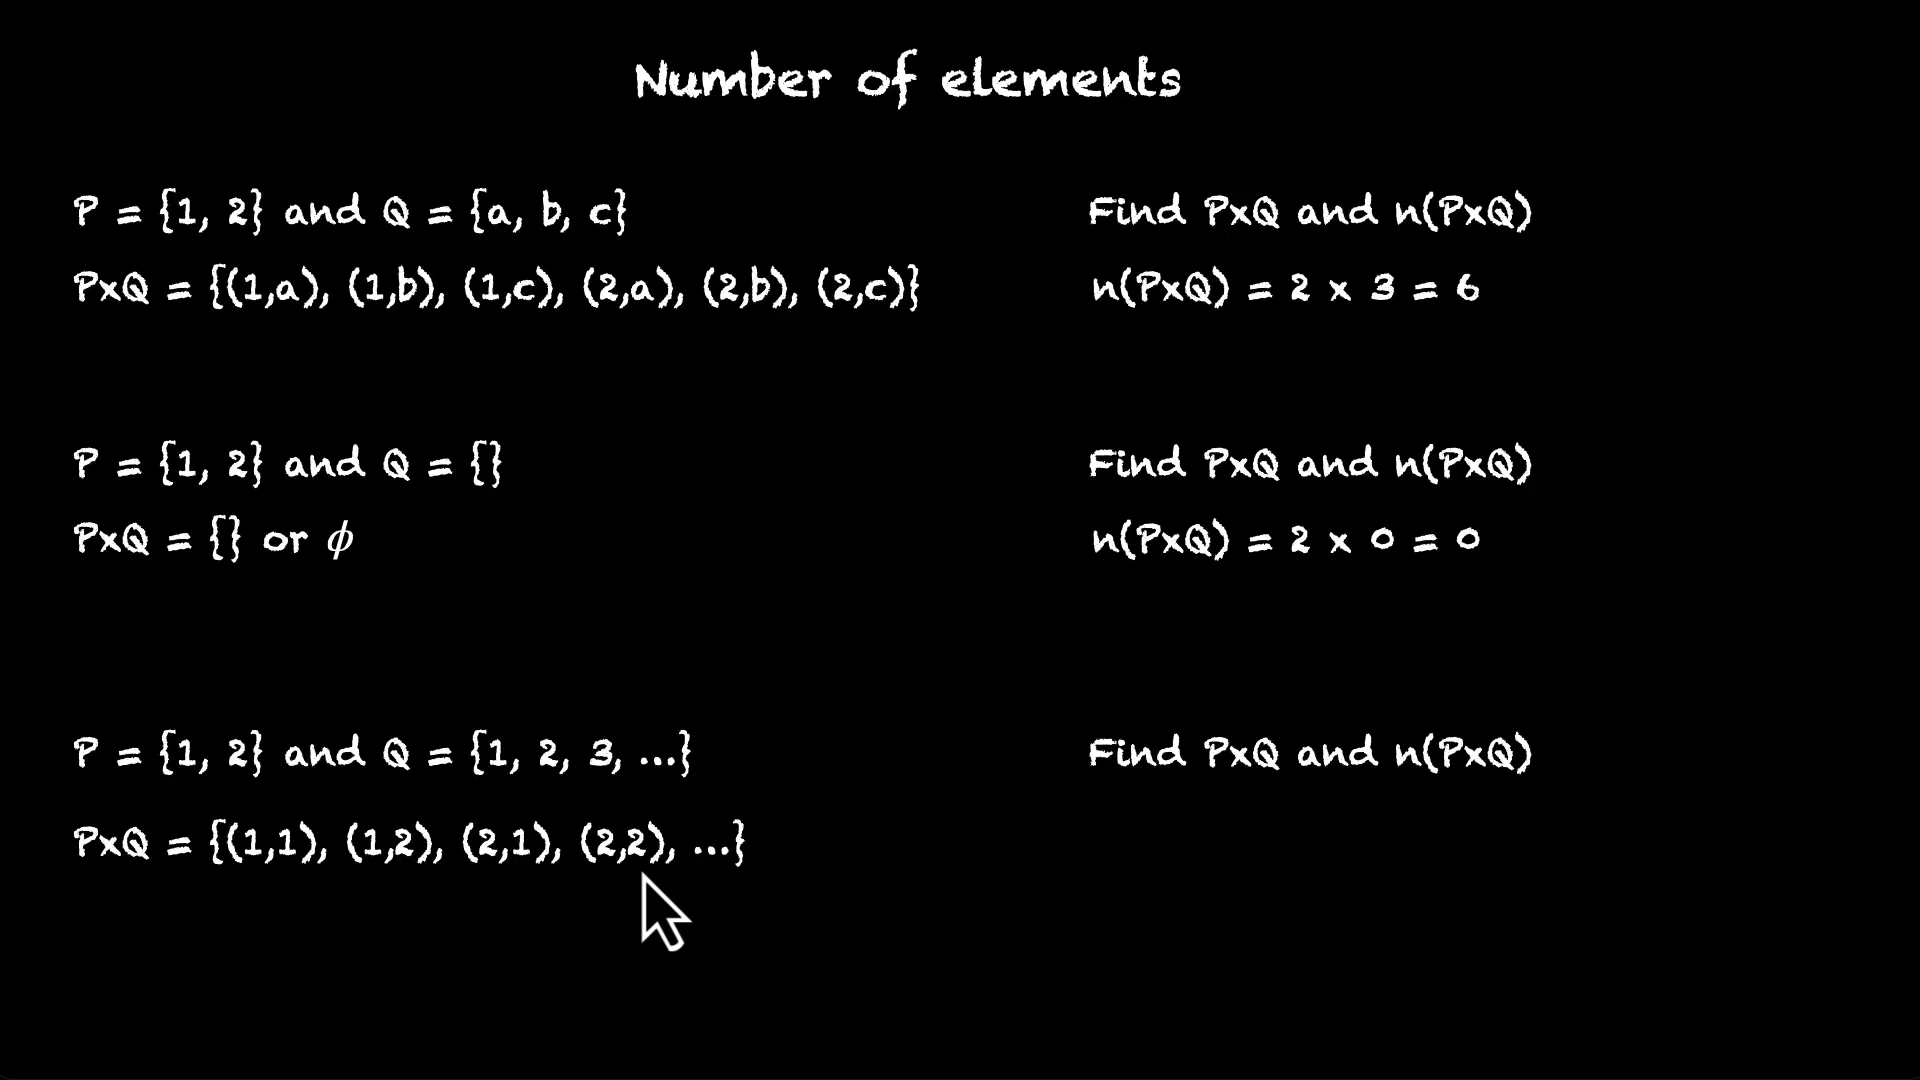 Number of elements
P = {1, 2} and Q = {a, b, c}
Find PxQ and n(PxQ)
PxQ = {(1,a), (1,b), (1,c), (2,a), (2,b), (2,c)}
n(PxQ) = 2 x 3 = 6
P = {1, 2} and Q = {}
Find PxQ and n(PxQ)
PxQ = {} or ϕ
n(PxQ) = 2 x 0 = 0
P = {1, 2} and Q = {1, 2, 3, ...}
Find PxQ and n(PxQ)
PxQ = {(1,1), (1,2), (2,1), (2,2), ...}